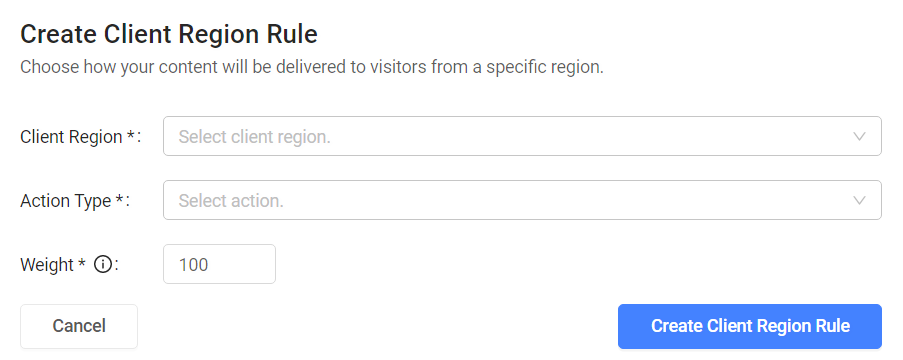 Create Client Region Rule
Choose how your content will be delivered to visitors from a specific region.
Client Region *: Select client region.
Action Type *: Select action.
Weight * : 100
Cancel Create Client Region Rule